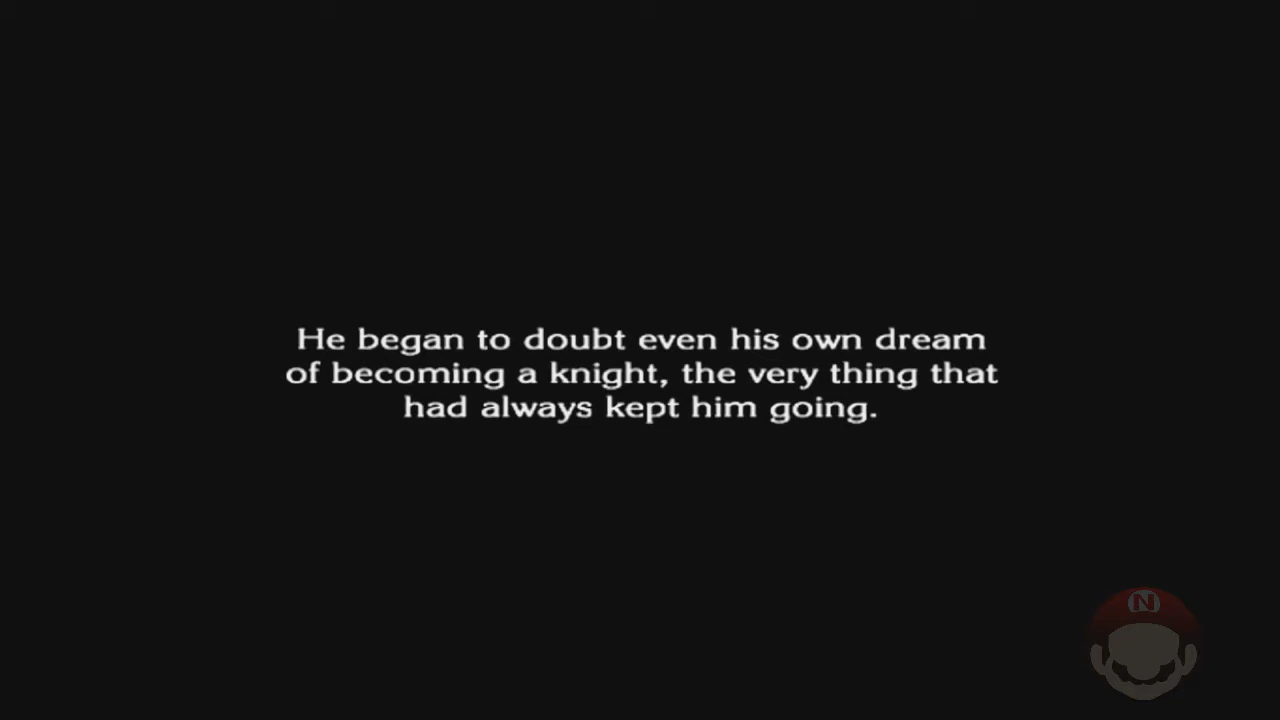 He began to doubt even his own dream
of becoming a knight, the very thing that
had always kept him going.
N